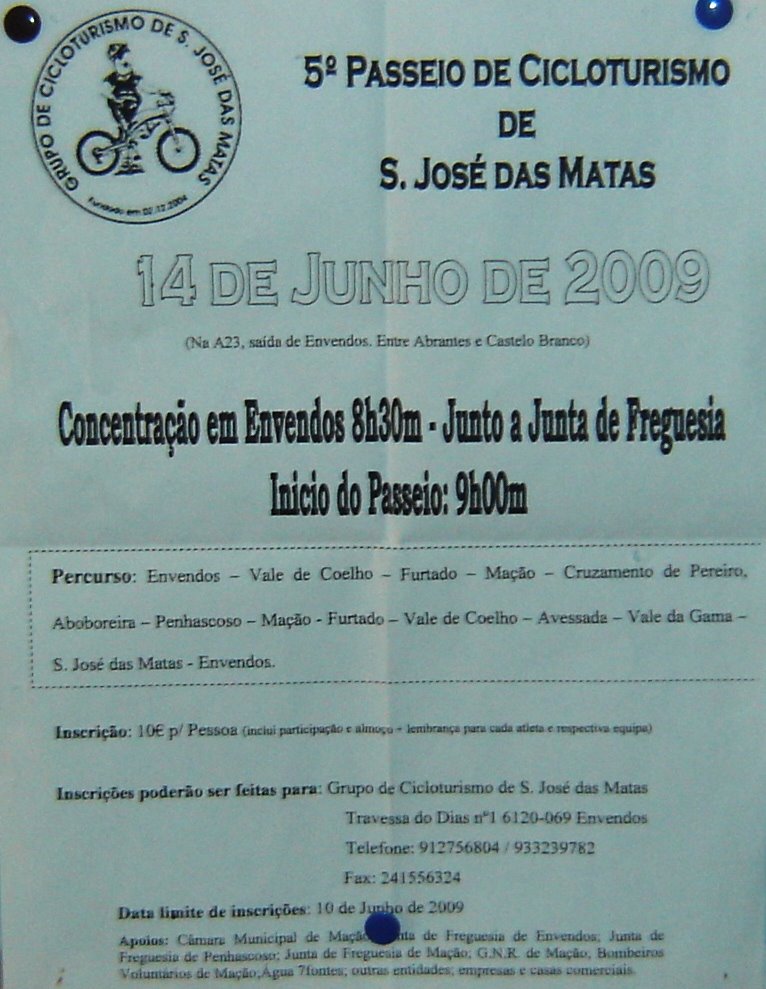 GRUPO DE CICLOTURISMO DE S. JOSÉ DAS MATAS
Fundado em 02.12.2004
5º PASSEIO DE CICLOTURISMO
DE
S. JOSÉ DAS MATAS
14 DE JUNHO DE 2009
(Na A23, saída de Envendos. Entre Abrantes e Castelo Branco)
Concentração em Envendos 8h30m - Junto a Junta de Freguesia
Inicio do Passeio: 9h00m
Percurso: Envendos – Vale de Coelho – Furtado – Mação – Cruzamento de Pereiro,
Aboboreira – Penhascoso – Mação - Furtado – Vale de Coelho – Avessada – Vale da Gama –
S. José das Matas - Envendos.
Inscrição: 10€ p/ Pessoa (inclui participação e almoço + lembrança para cada atleta e respectiva equipa)
Inscrições poderão ser feitas para: Grupo de Cicloturismo de S. José das Matas
Travessa do Dias nº1 6120-069 Envendos
Telefone: 912756804 / 933239782
Fax: 241556324
Data limite de inscrições: 10 de Junho de 2009
Apoios: Câmara Municipal de Mação de Freguesia de Envendos; Junta de
Freguesia de Penhascoso; Junta de Freguesia de Mação; G.N.R. de Mação; Bombeiros
Voluntários de Mação;Água 7fontes; outras entidades; empresas e casas comerciais.